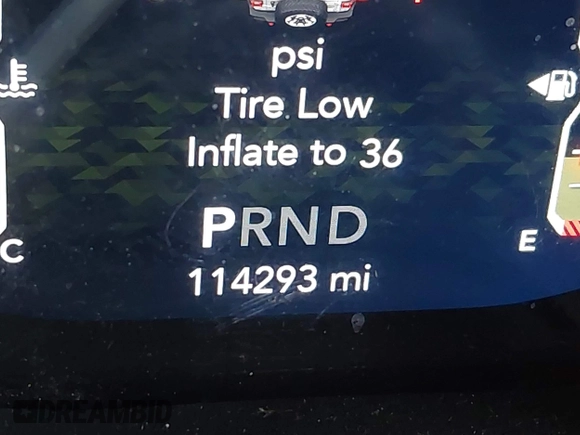 psi
Tire Low
Inflate to 36
PRND
114293 mi
C
E
DREAMBID